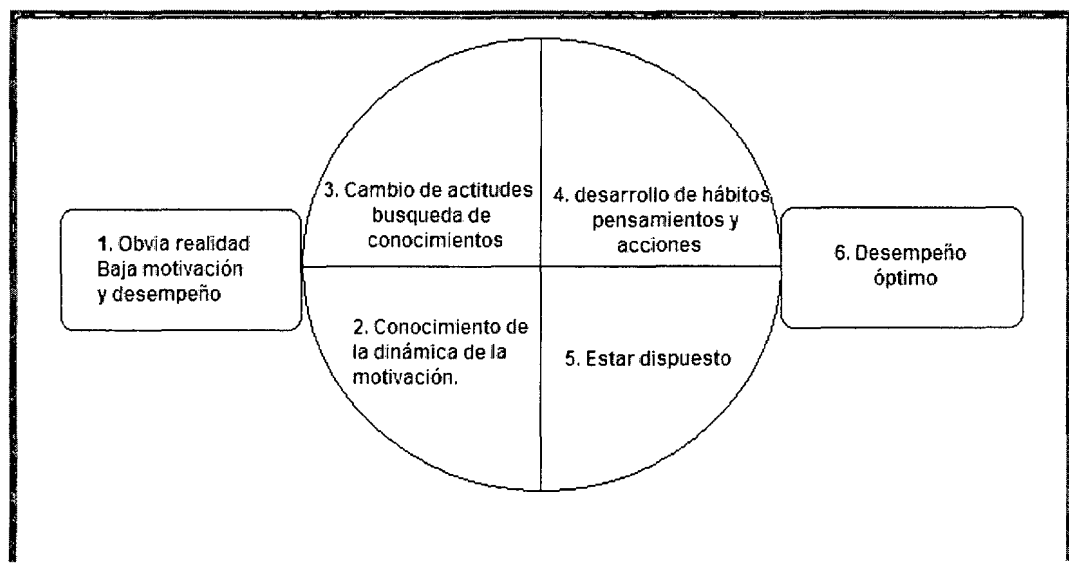 1. Obvia realidad
Baja motivación
y desempeño
2. Conocimiento de
la dinámica de la
motivación.
3. Cambio de actitudes
busqueda de
conocimientos
4. desarrollo de hábitos
pensamientos y
acciones
5. Estar dispuesto
6. Desempeño
óptimo